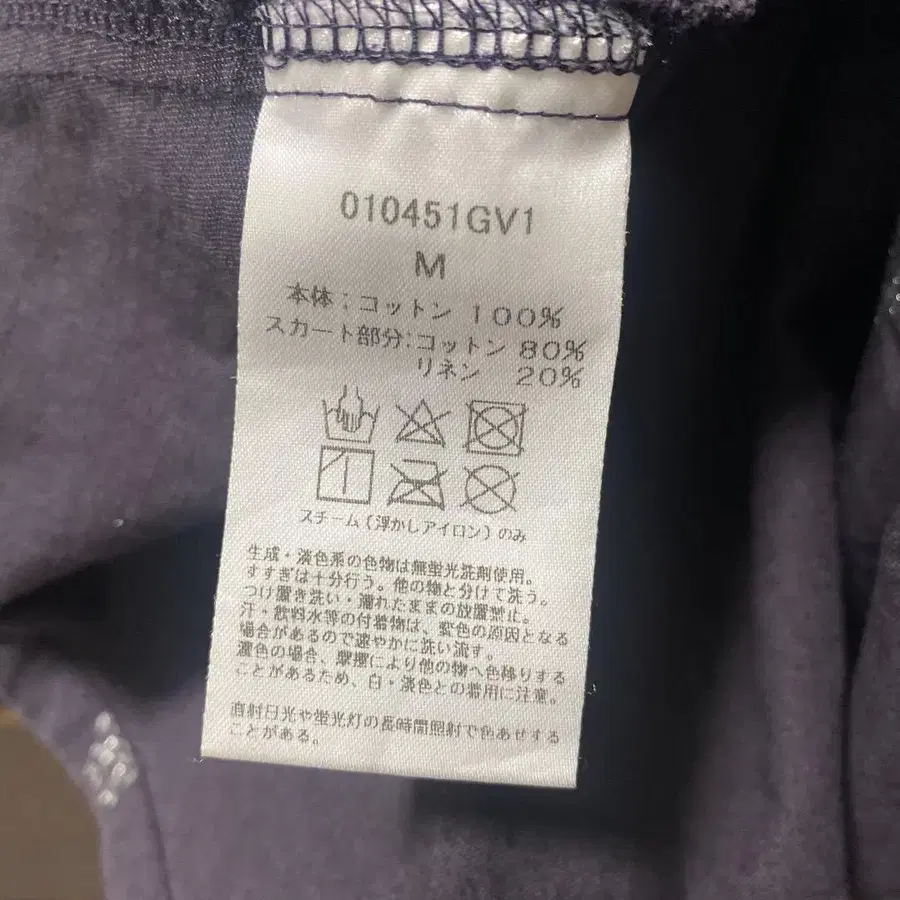 010451GV1
M
本体:コットン 100%
スカート部分:コットン 80%
リネン 20%
スチーム(浮かしアイロン)のみ
生成・淡色系の色物は無蛍光洗剤使用。
すすぎは十分行う。他の物と分けて洗う。
つけ置き洗い・濡れたままの放置禁止。
汗・飲料水等の付着物は、変色の原因となる
場合があるので速やかに洗い流す。
濃色の場合、摩擦により他の物へ色移りする
ことがあるため、白・淡色との着用に注意。
直射日光や蛍光灯の長時間照射で色あせする
ことがある。